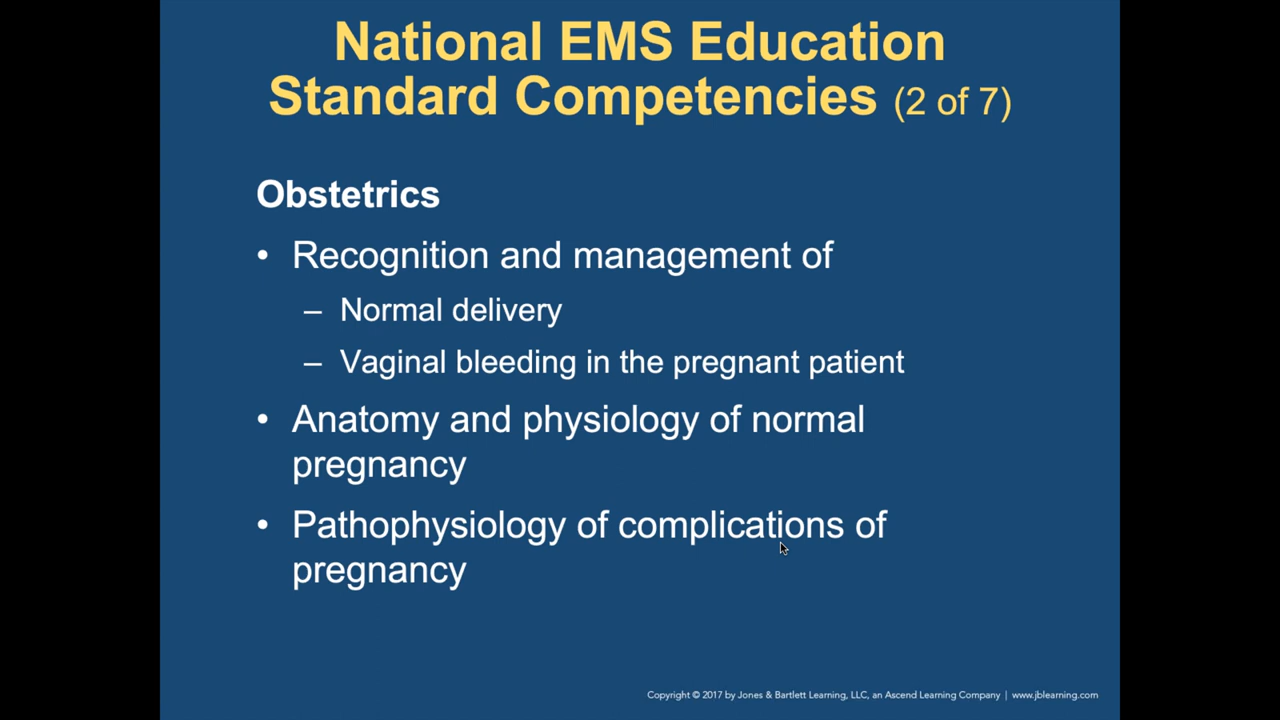 National EMS Education
Standard Competencies (2 of 7)
Obstetrics
• Recognition and management of
– Normal delivery
– Vaginal bleeding in the pregnant patient
• Anatomy and physiology of normal
pregnancy
• Pathophysiology of complications of
pregnancy
Copyright © 2017 by Jones & Bartlett Learning, LLC, an Ascend Learning Company | www.jblearning.com